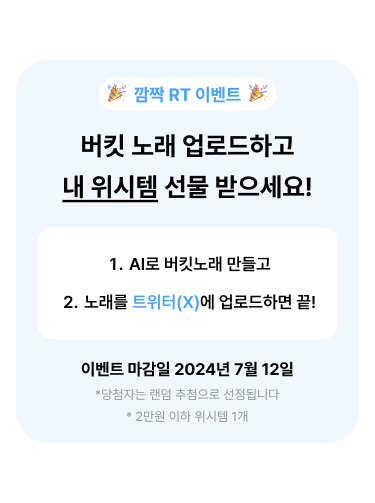 🎉 깜짝 RT 이벤트 🎉
버킷 노래 업로드하고
내 위시템 선물 받으세요!
1. AI로 버킷노래 만들고
2. 노래를 트위터(X)에 업로드하면 끝!
이벤트 마감일 2024년 7월 12일
*당첨자는 랜덤 추첨으로 선정됩니다
* 2만원 이하 위시템 1개